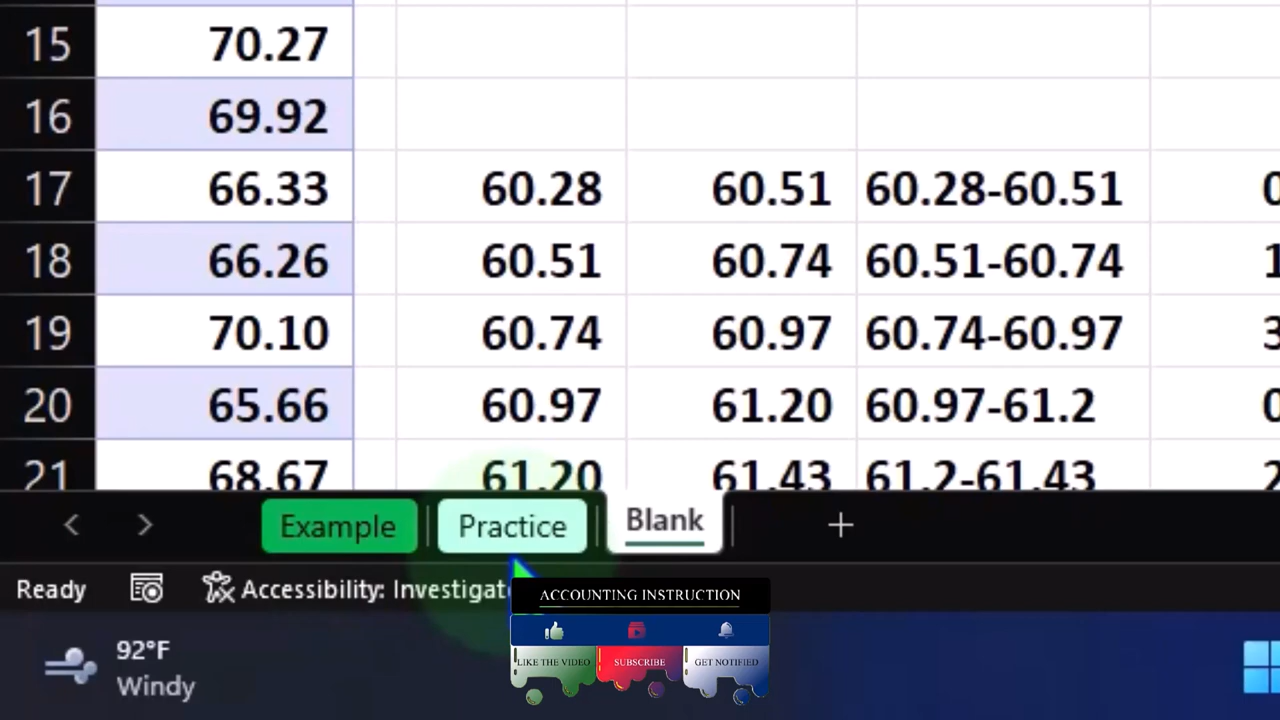 15 70.27
16 69.92
17 66.33 60.28 60.51 60.28-60.51
18 66.26 60.51 60.74 60.51-60.74
19 70.10 60.74 60.97 60.74-60.97
20 65.66 60.97 61.20 60.97-61.2
21 68.67 61.20 61.43 61.2-61.43
Example Practice Blank
Ready Accessibility:
ACCOUNTING INSTRUCTION
LIKE THE VIDEO SUBSCRIBE GET NOTIFIED
92°F
Windy